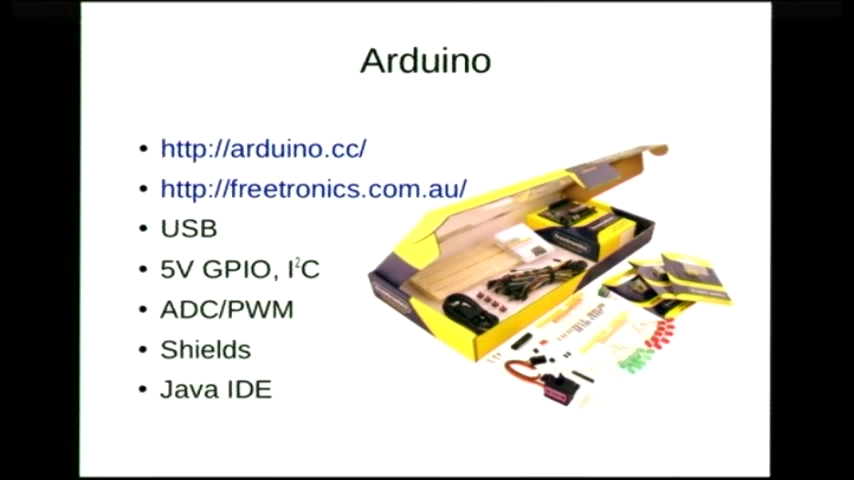 Arduino
• http://arduino.cc/
• http://freetronics.com.au/
• USB
• 5V GPIO, I²C
• ADC/PWM
• Shields
• Java IDE